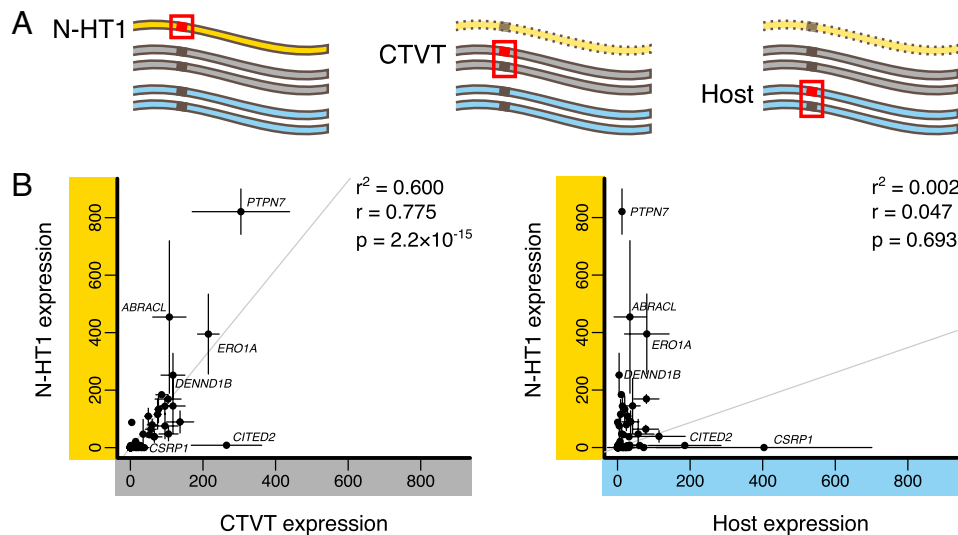 A
N-HT1
CTVT
Host
B
N-HT1 expression
800
600
400
200
0
PTPN7
ABRACL
ERO1A
DENND1B
CITED2
CSRP1
r² = 0.600
r = 0.775
p = 2.2×10⁻¹⁵
0 200 400 600 800
CTVT expression
N-HT1 expression
800
600
400
200
0
PTPN7
ABRACL
ERO1A
DENND1B
CITED2
CSRP1
r² = 0.002
r = 0.047
p = 0.693
0 200 400 600 800
Host expression